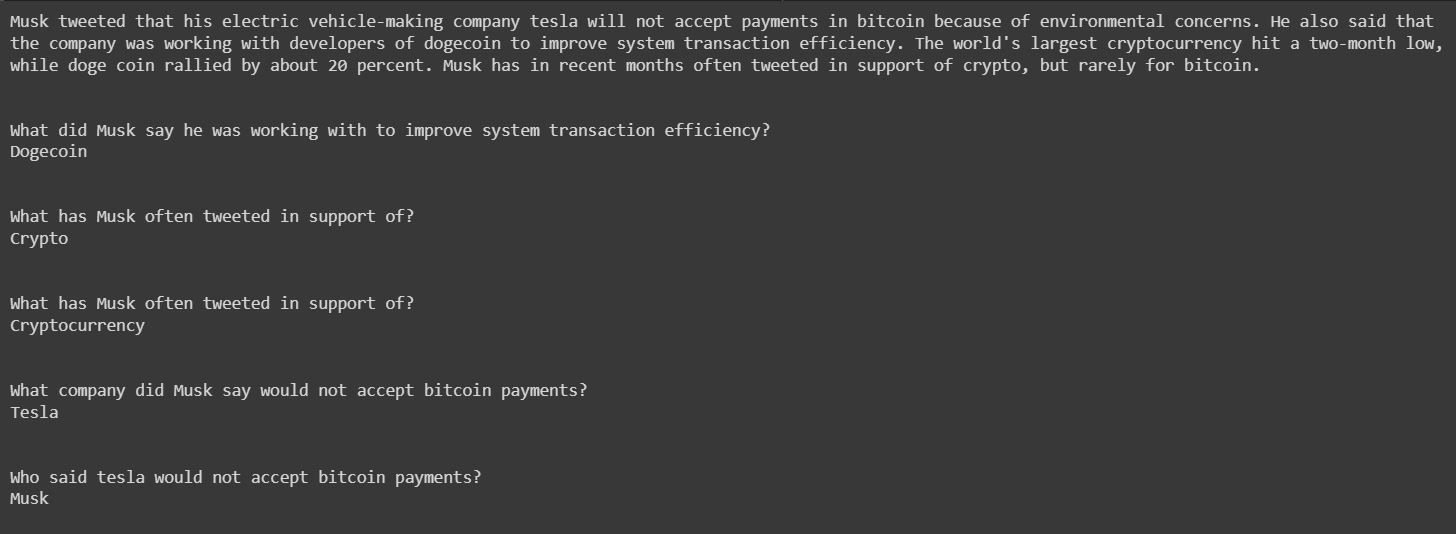 Musk tweeted that his electric vehicle-making company tesla will not accept payments in bitcoin because of environmental concerns. He also said that
the company was working with developers of dogecoin to improve system transaction efficiency. The world's largest cryptocurrency hit a two-month low,
while doge coin rallied by about 20 percent. Musk has in recent months often tweeted in support of crypto, but rarely for bitcoin.
What did Musk say he was working with to improve system transaction efficiency?
Dogecoin
What has Musk often tweeted in support of?
Crypto
What has Musk often tweeted in support of?
Cryptocurrency
What company did Musk say would not accept bitcoin payments?
Tesla
Who said tesla would not accept bitcoin payments?
Musk